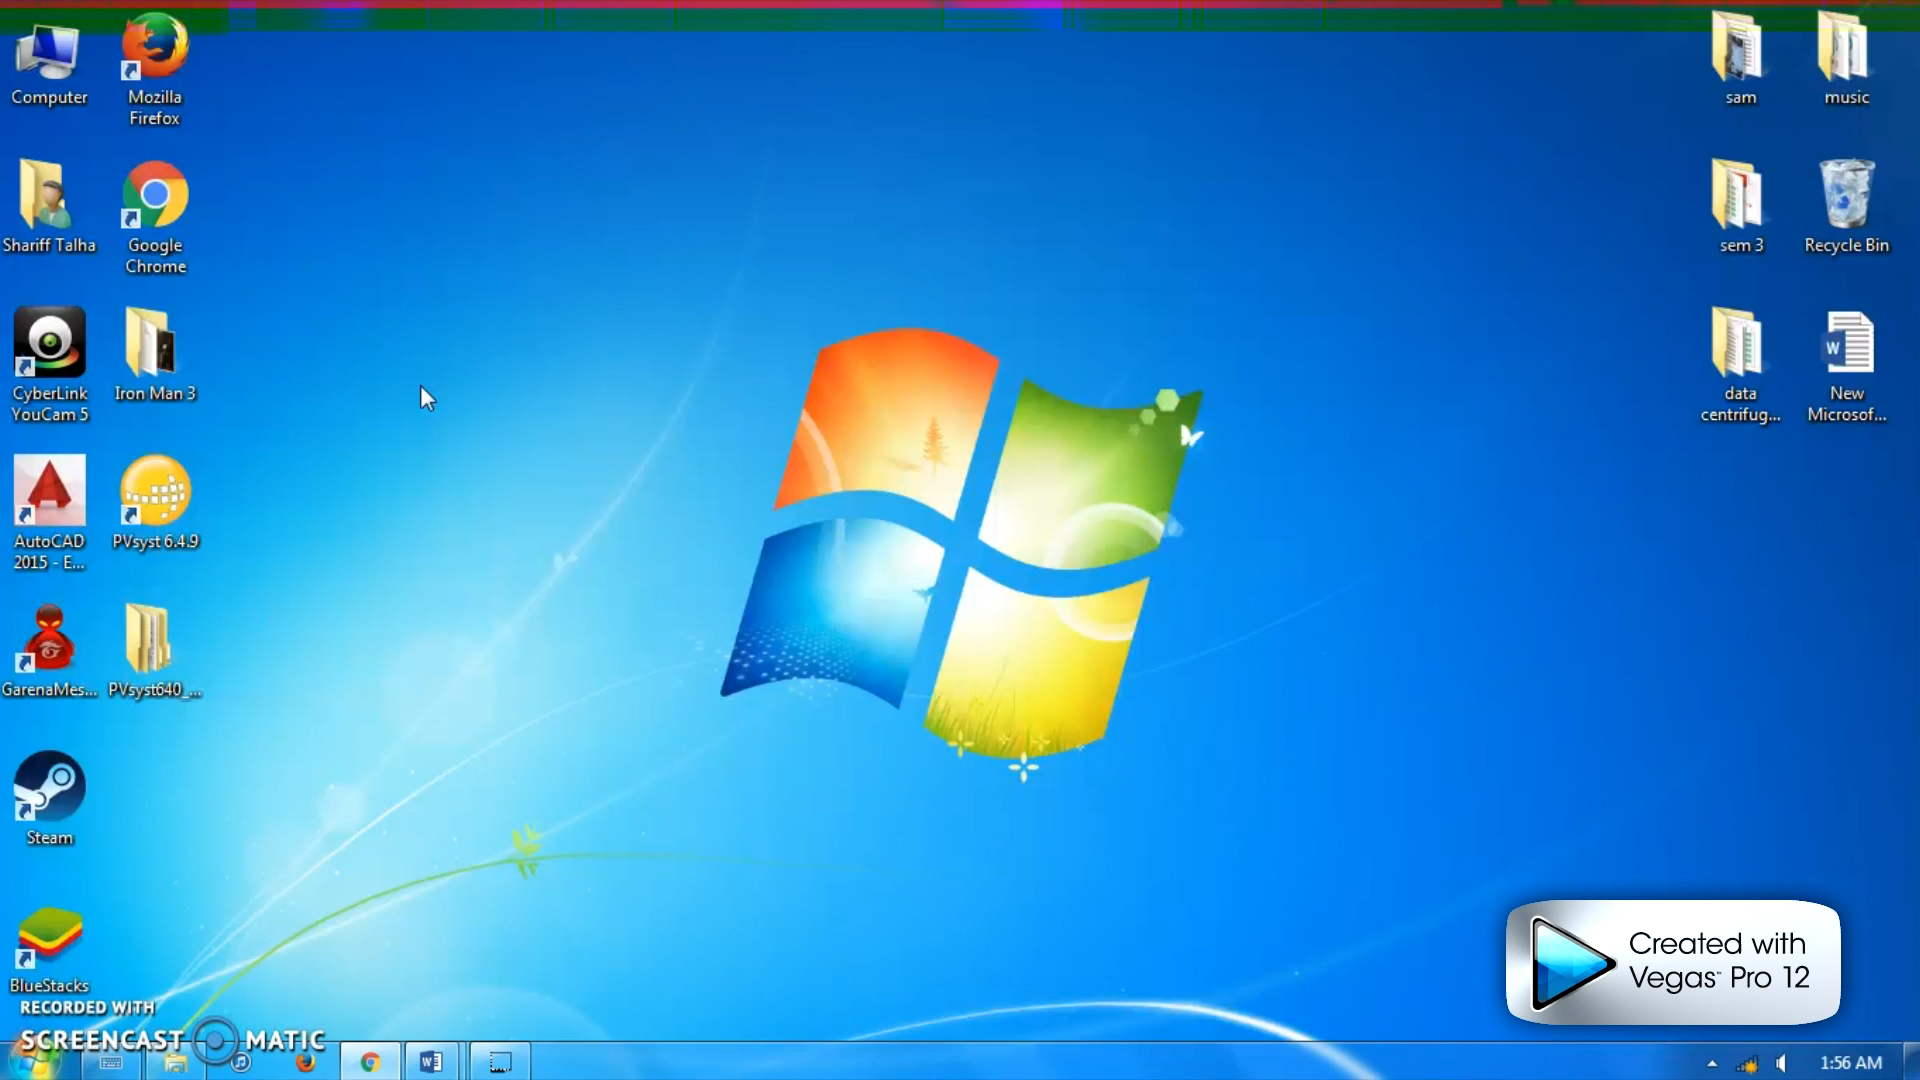 Computer
Mozilla
Firefox
sam
music
Shariff Talha
Google
Chrome
sem 3
Recycle Bin
CyberLink
YouCam 5
Iron Man 3
data
centrifug...
New
Microsof...
AutoCAD
2015 - E...
PVsyst 6.4.9
GarenaMes...
PVsyst640_...
Steam
BlueStacks
Created with
Vegas™ Pro 12
RECORDED WITH
SCREENCAST MATIC
1:56 AM